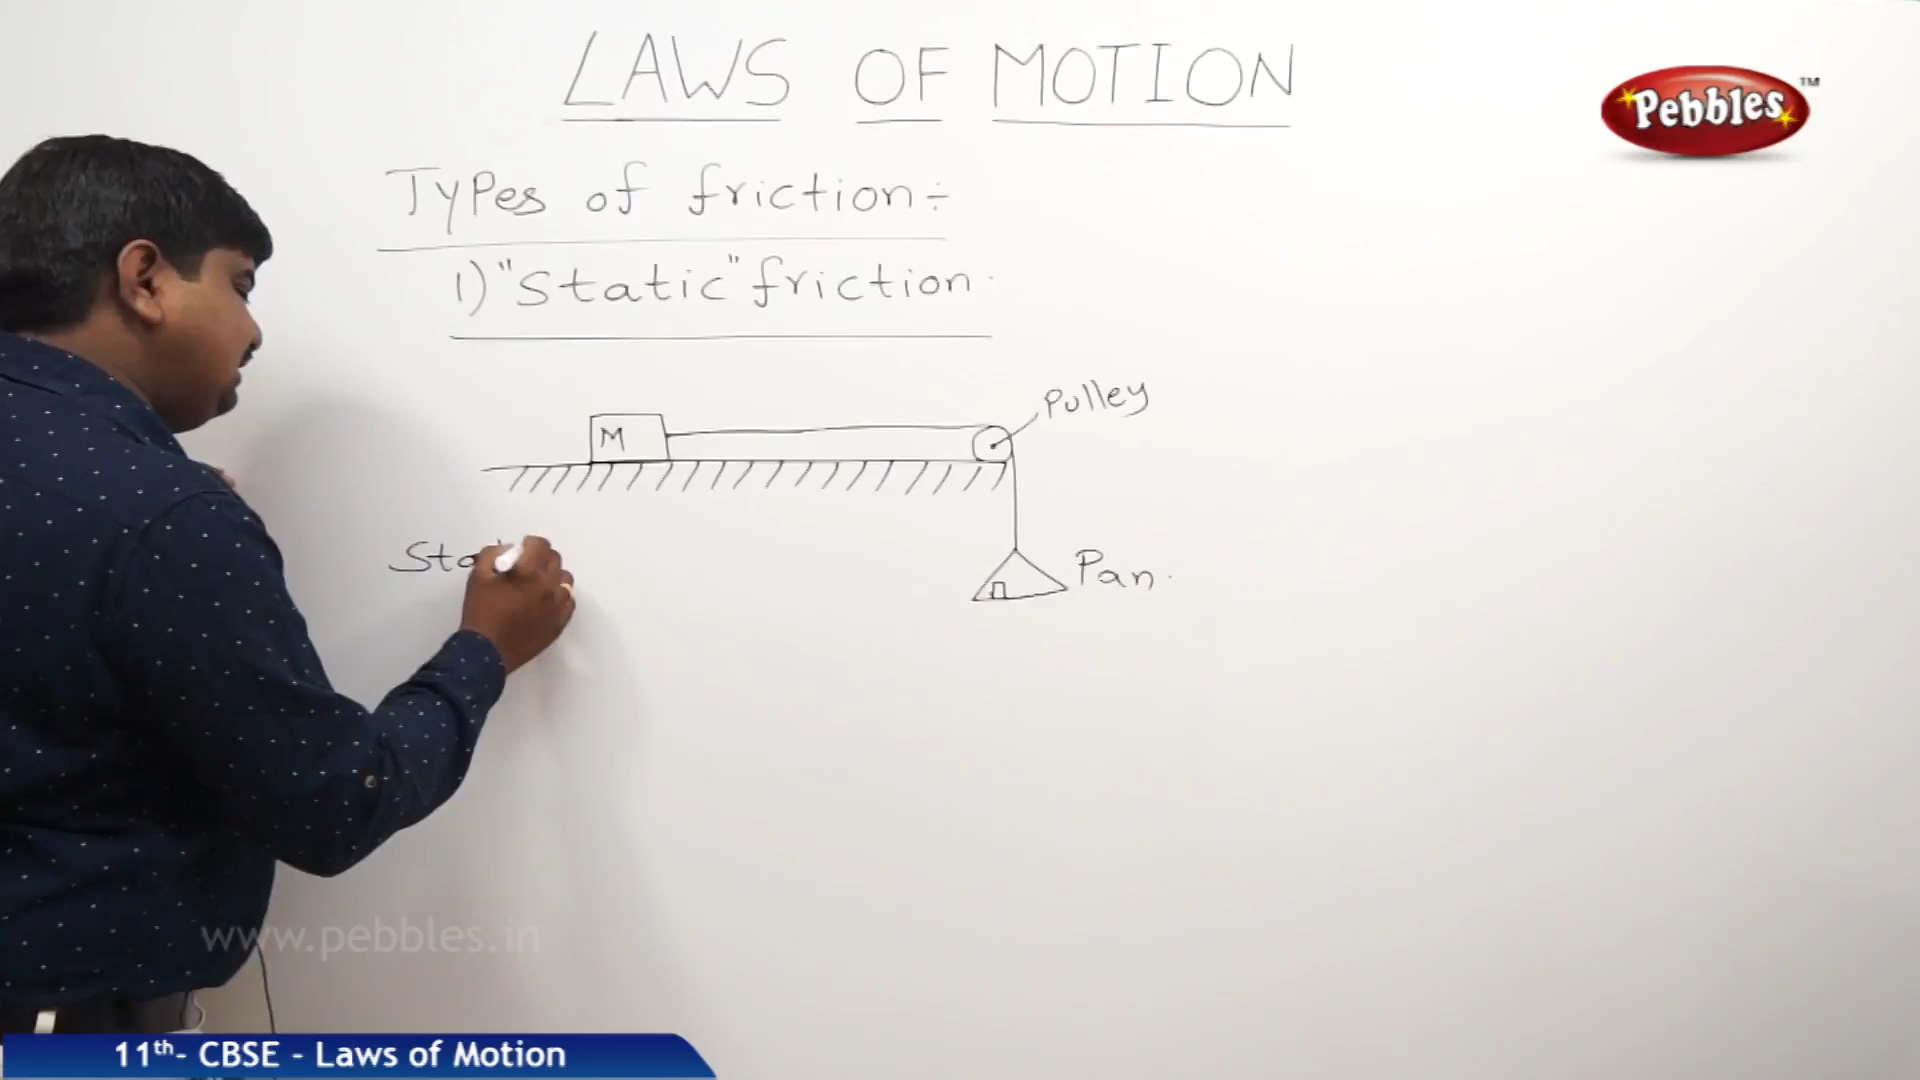 LAWS OF MOTION
Pebbles™
Types of friction:-
1) "Static" friction.
Pulley
M
Pan.
www.pebbles.in
11th- CBSE - Laws of Motion